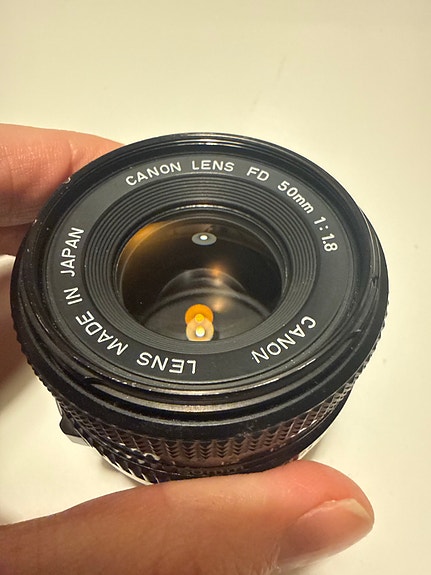 CANON LENS FD 50mm 1:1.8
CANON
LENS MADE IN JAPAN